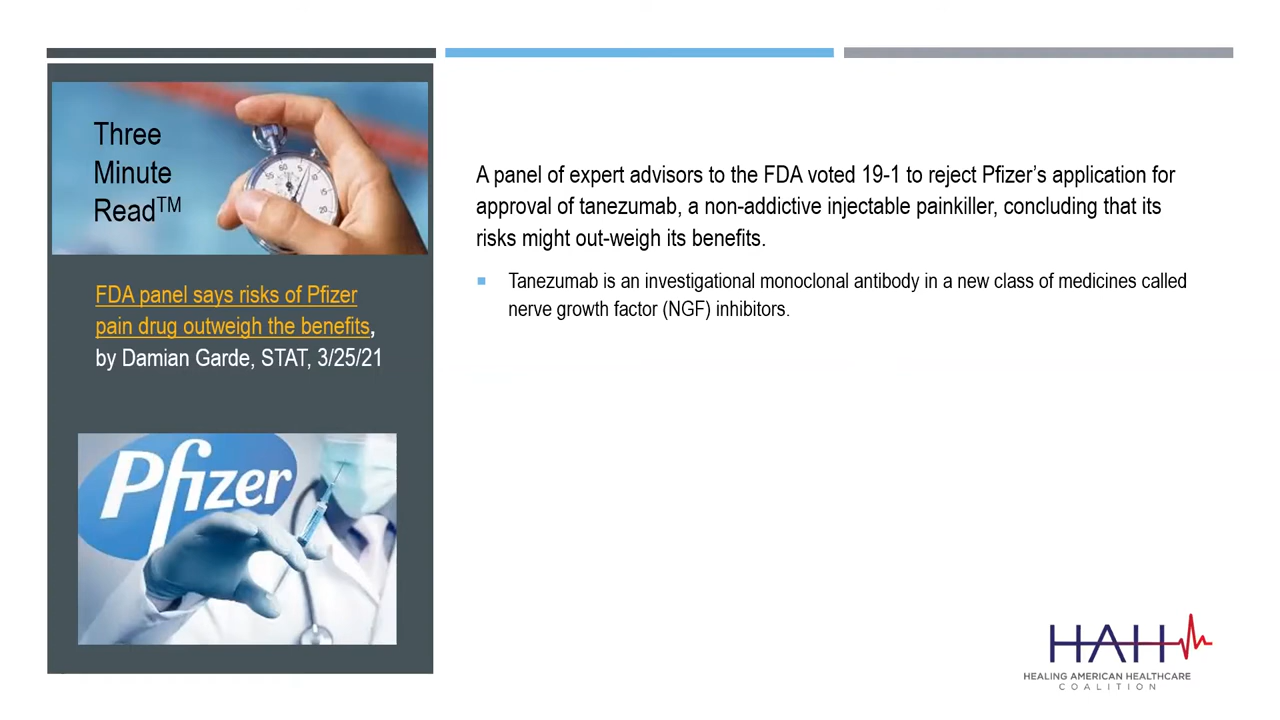 Three
Minute
Read™
FDA panel says risks of Pfizer
pain drug outweigh the benefits,
by Damian Garde, STAT, 3/25/21
Pfizer
A panel of expert advisors to the FDA voted 19-1 to reject Pfizer’s application for
approval of tanezumab, a non-addictive injectable painkiller, concluding that its
risks might out-weigh its benefits.
Tanezumab is an investigational monoclonal antibody in a new class of medicines called
nerve growth factor (NGF) inhibitors.
HAH
HEALING AMERICAN HEALTHCARE
COALITION